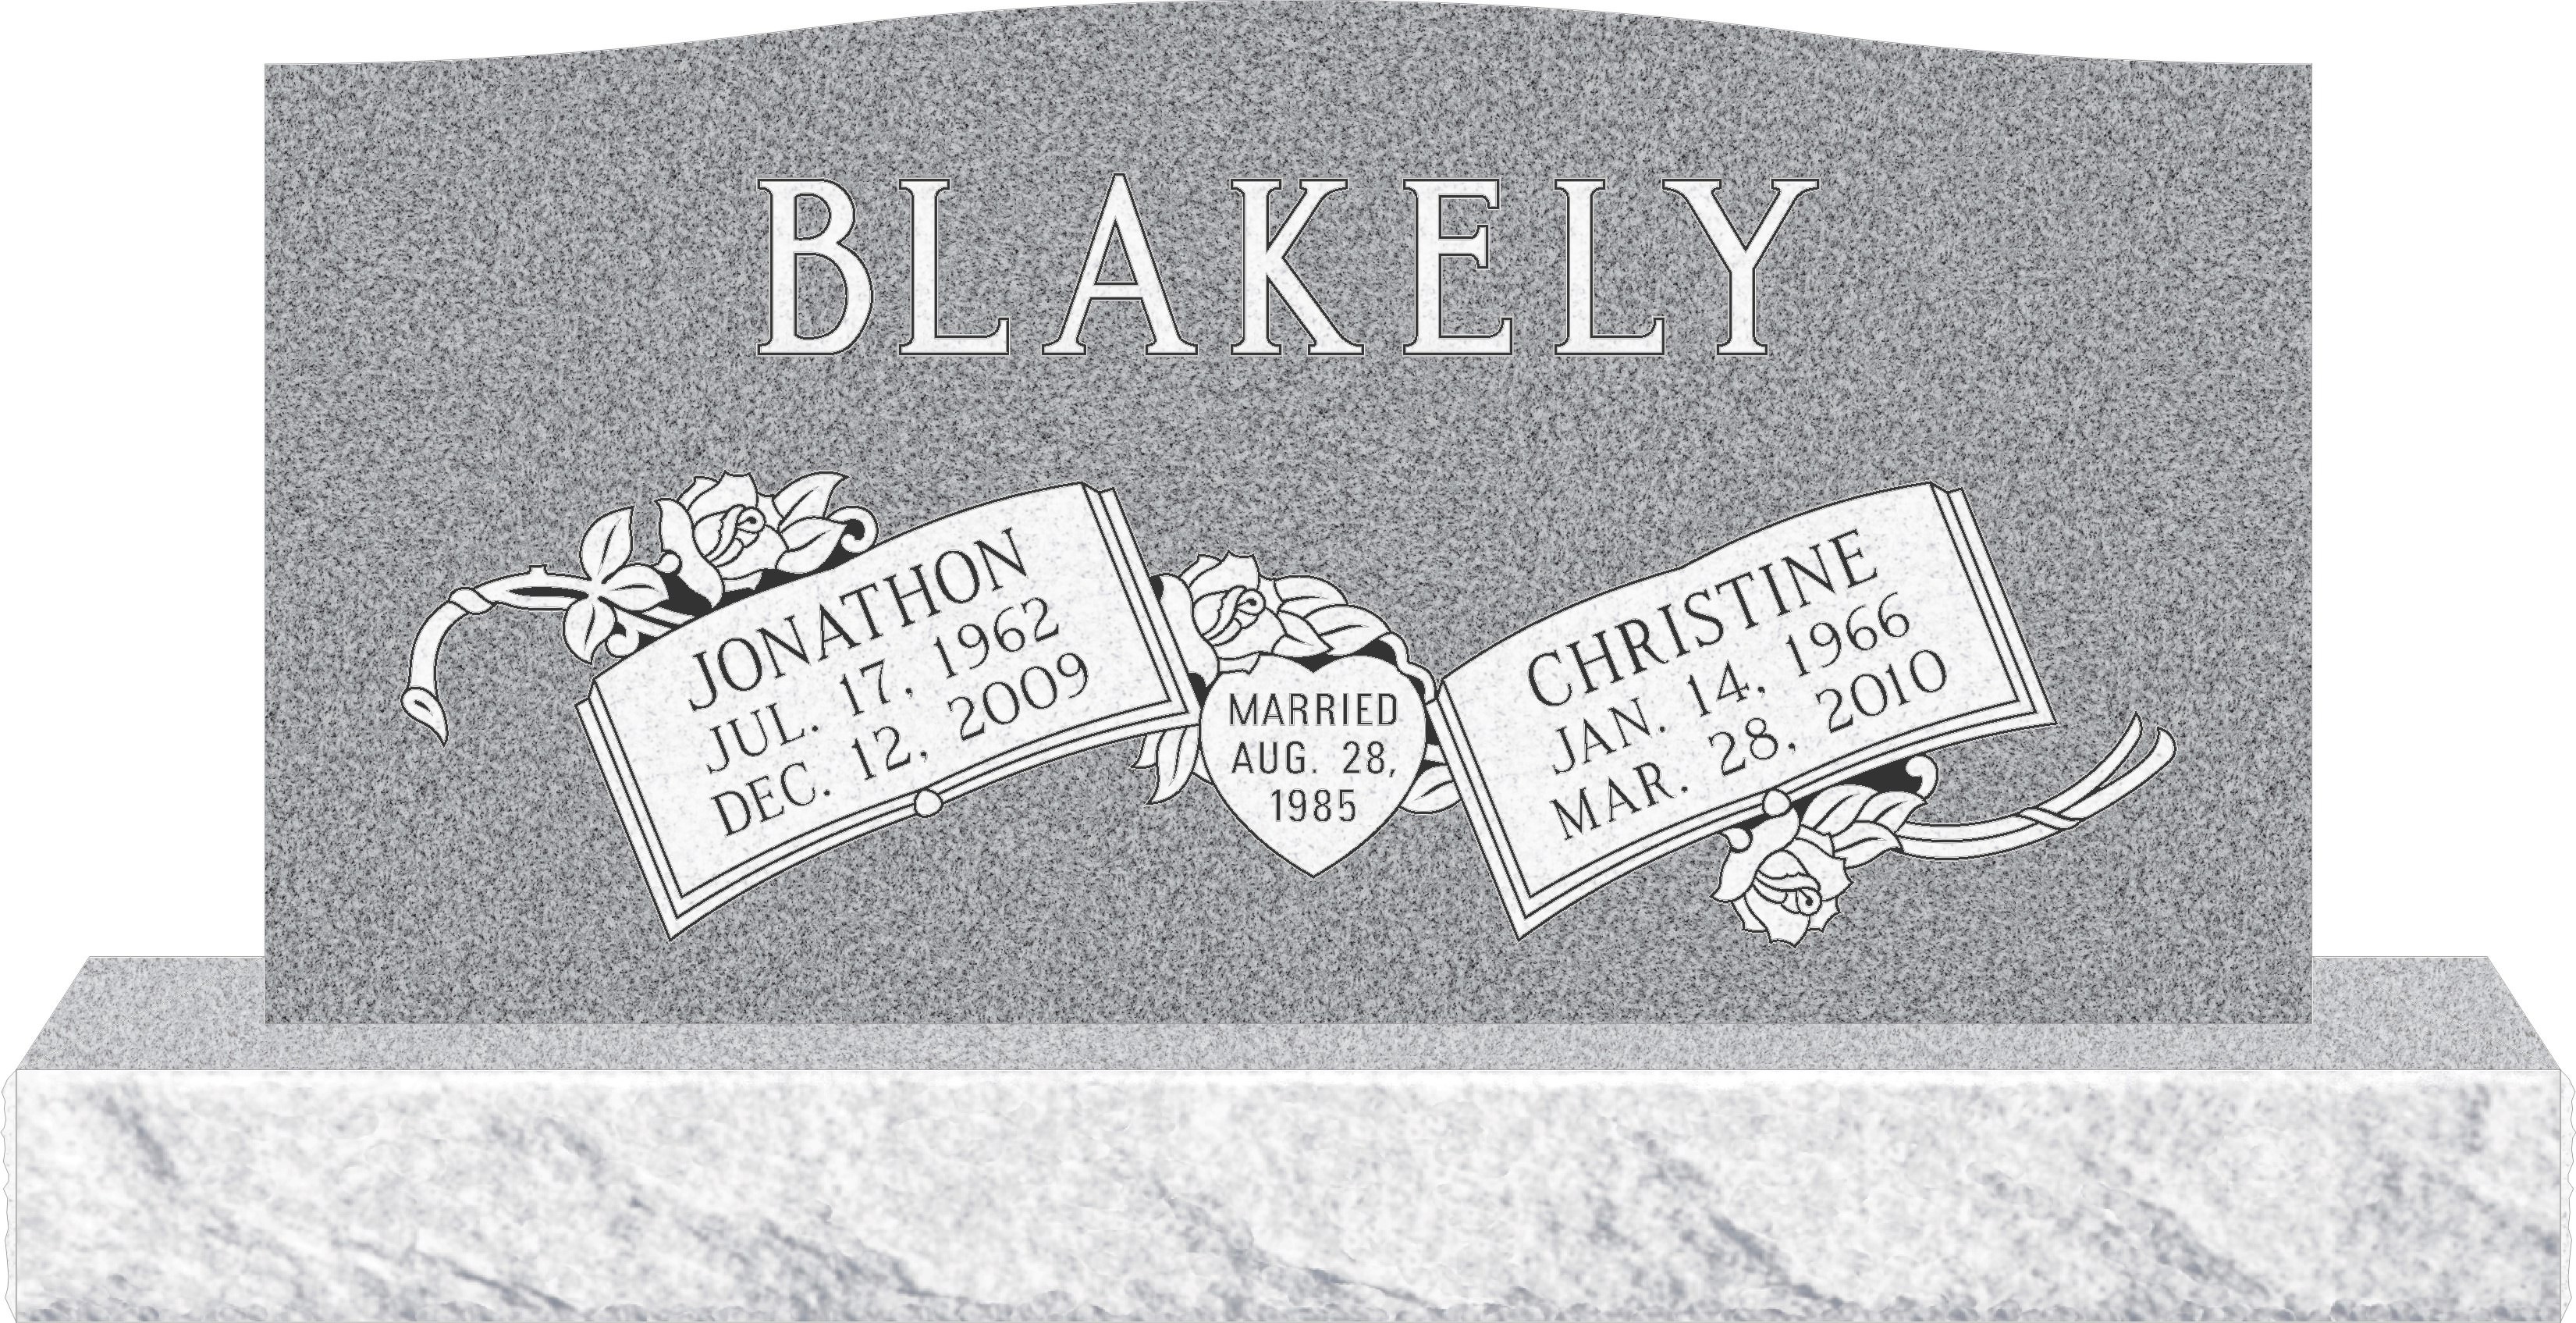 BLAKELY
JONATHON
JUL. 17, 1962
DEC. 12, 2009
MARRIED
AUG. 28,
1985
CHRISTINE
JAN. 14, 1966
MAR. 28, 2010